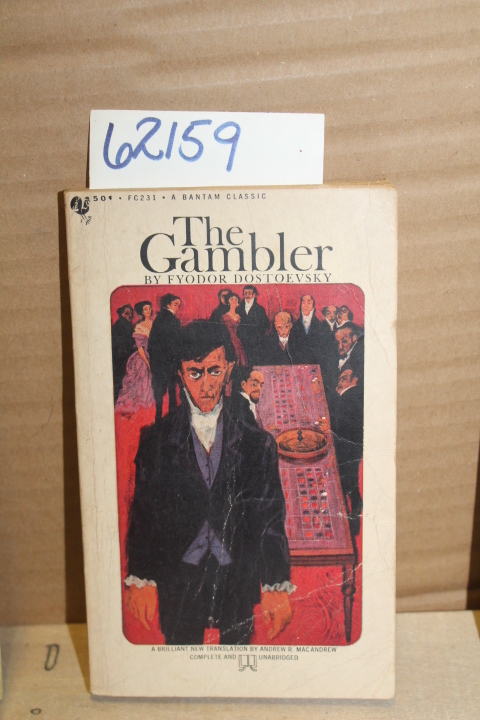 62159
50¢ • FC231 • A BANTAM CLASSIC
The
Gambler
BY FYODOR DOSTOEVSKY
A BRILLIANT NEW TRANSLATION BY ANDREW R. MACANDREW
COMPLETE AND UNABRIDGED
D